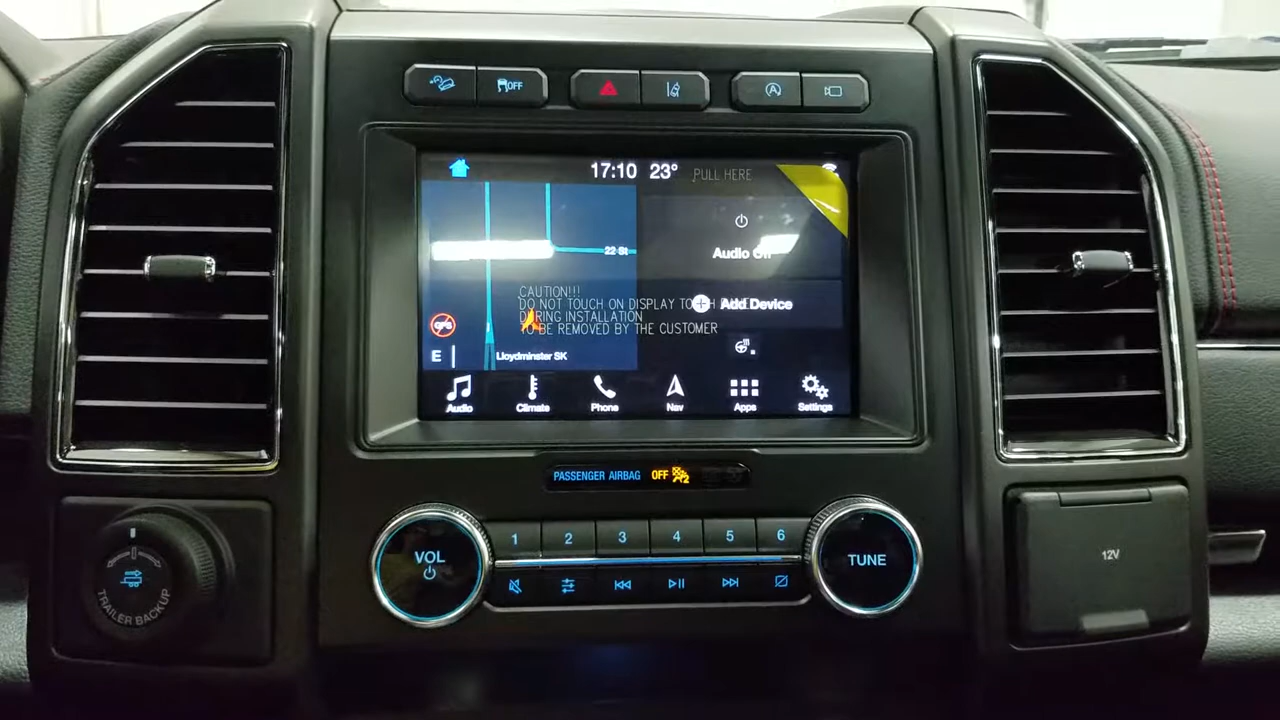 OFF
17:10 23°
PULL HERE
22 St
Audio
CAUTION!!!
DO NOT TOUCH ON DISPLAY
Add Device
DURING INSTALLATION
TO BE REMOVED BY THE CUSTOMER
GPS
E
Lloydminster SK
Audio
Climate
Phone
Nav
Apps
Settings
PASSENGER AIRBAG OFF
2
1 2 3 4 5 6
VOL
TUNE
12V
TRAILER BACKUP